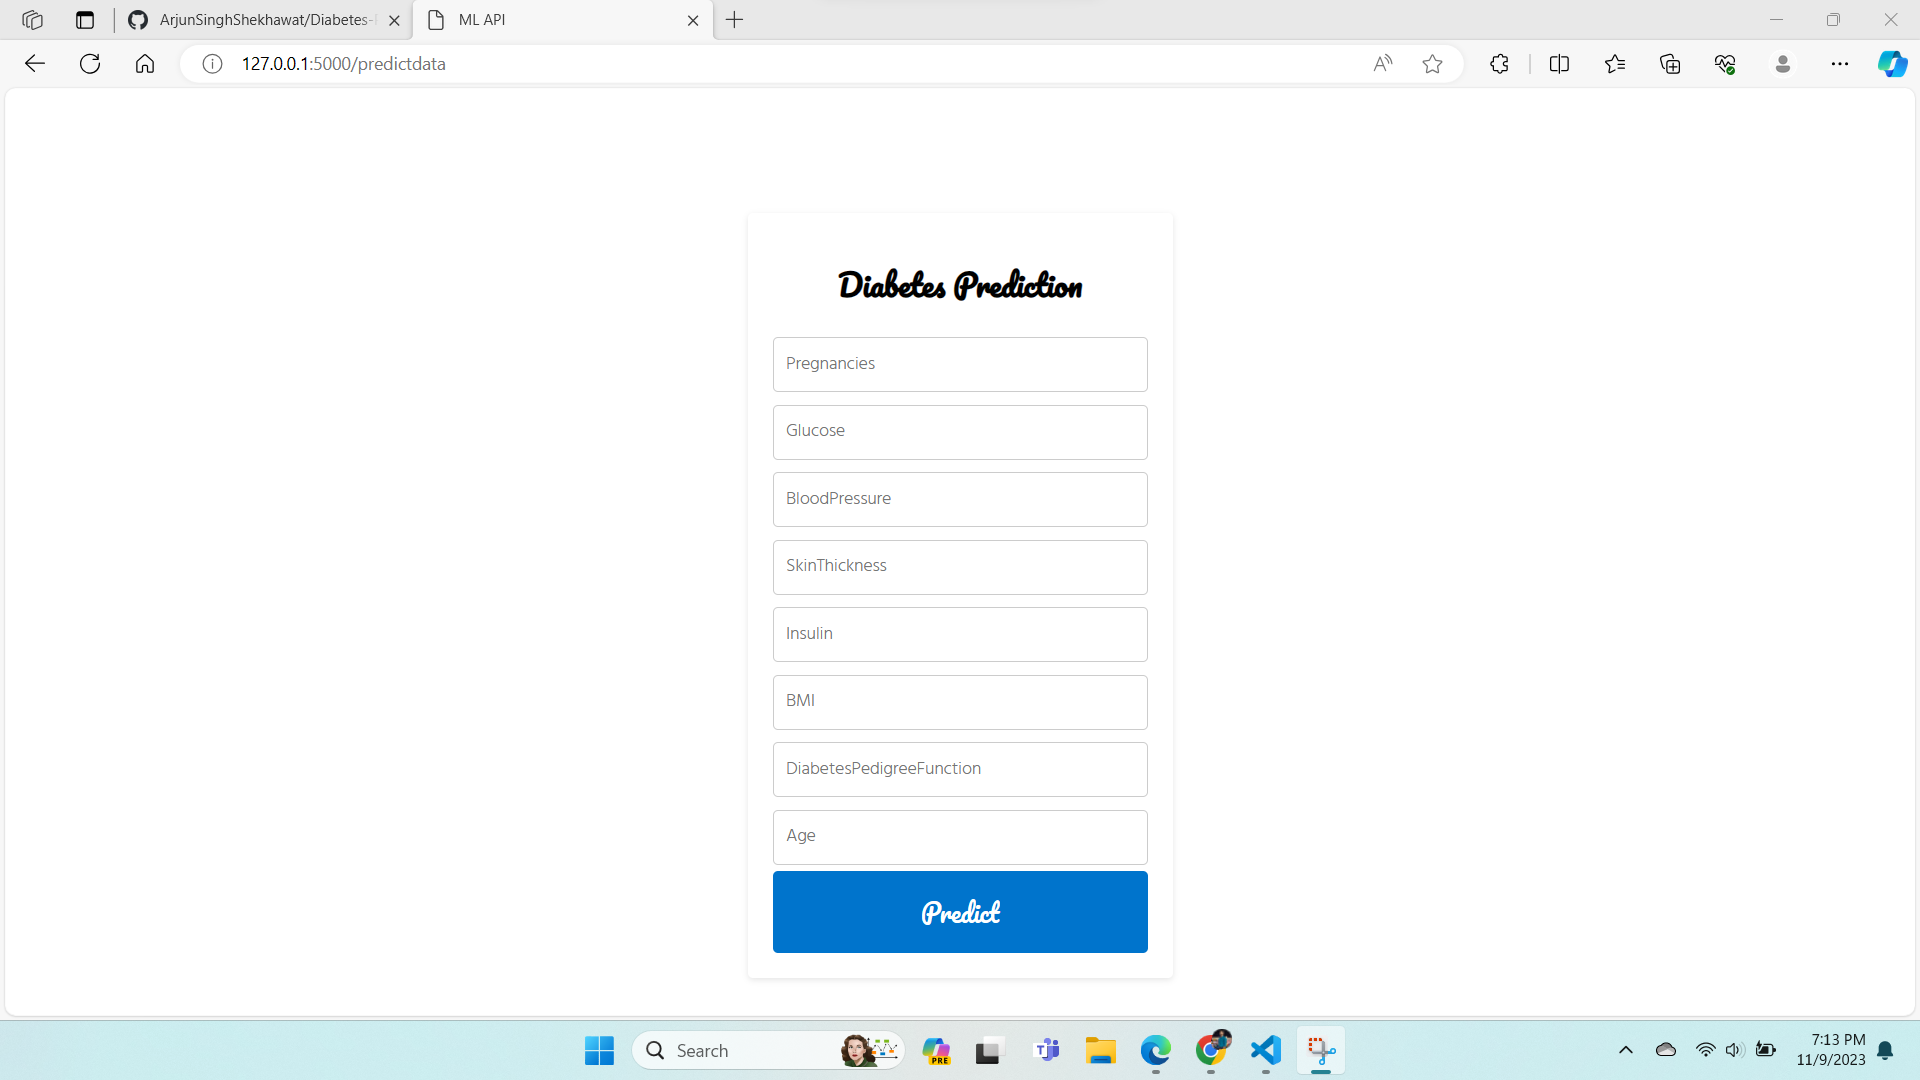 ArjunSinghShekhawat/Diabetes-
ML API
127.0.0.1:5000/predictdata
Diabetes Prediction
Pregnancies
Glucose
BloodPressure
SkinThickness
Insulin
BMI
DiabetesPedigreeFunction
Age
Predict
Search
PRE
7:13 PM
11/9/2023